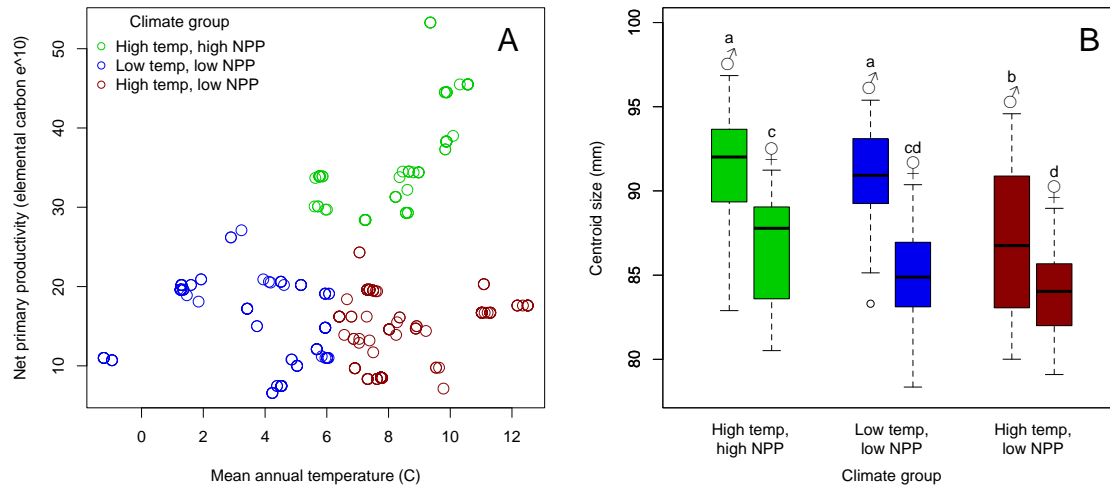 Climate group
High temp, high NPP
Low temp, low NPP
High temp, low NPP
A
Net primary productivity (elemental carbon e^10)
50
40
30
20
10
0 2 4 6 8 10 12
Mean annual temperature (C)
B
Centroid size (mm)
100
95
90
85
80
a
♂
c
♀
a
♂
cd
♀
b
♂
d
♀
High temp, high NPP
Low temp, low NPP
High temp, low NPP
Climate group